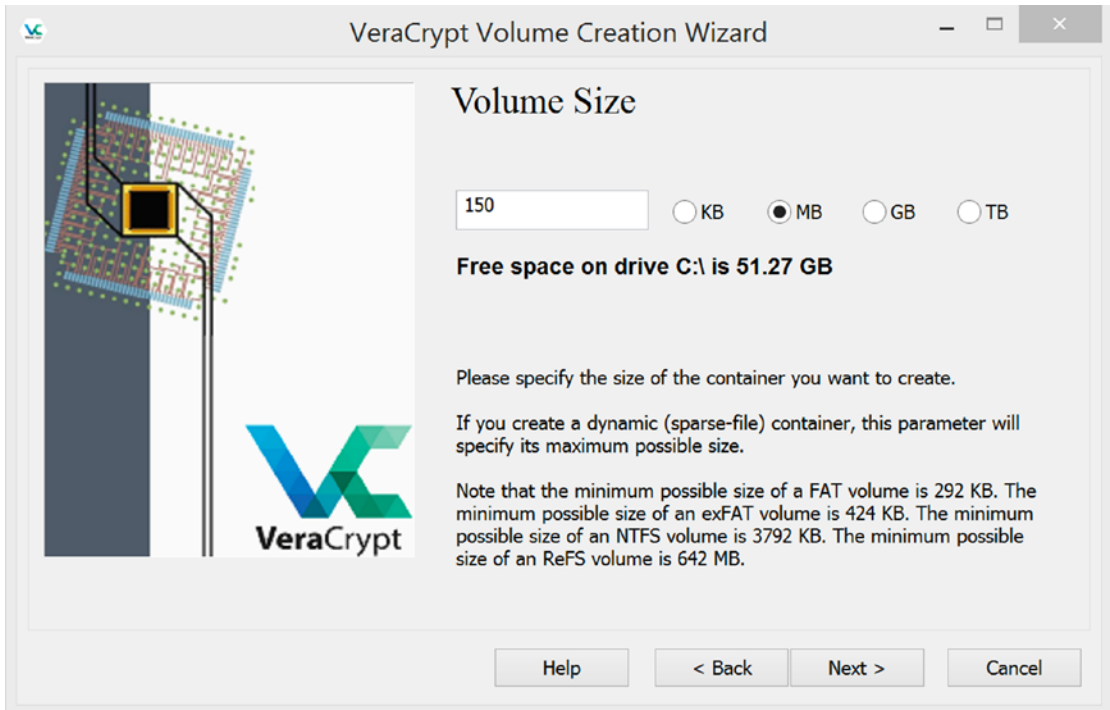 VeraCrypt Volume Creation Wizard
Volume Size
150
KB MB GB TB
Free space on drive C:\ is 51.27 GB
Please specify the size of the container you want to create.
If you create a dynamic (sparse-file) container, this parameter will
specify its maximum possible size.
Note that the minimum possible size of a FAT volume is 292 KB. The
minimum possible size of an exFAT volume is 424 KB. The minimum
possible size of an NTFS volume is 3792 KB. The minimum possible
size of an ReFS volume is 642 MB.
VeraCrypt
Help < Back Next > Cancel